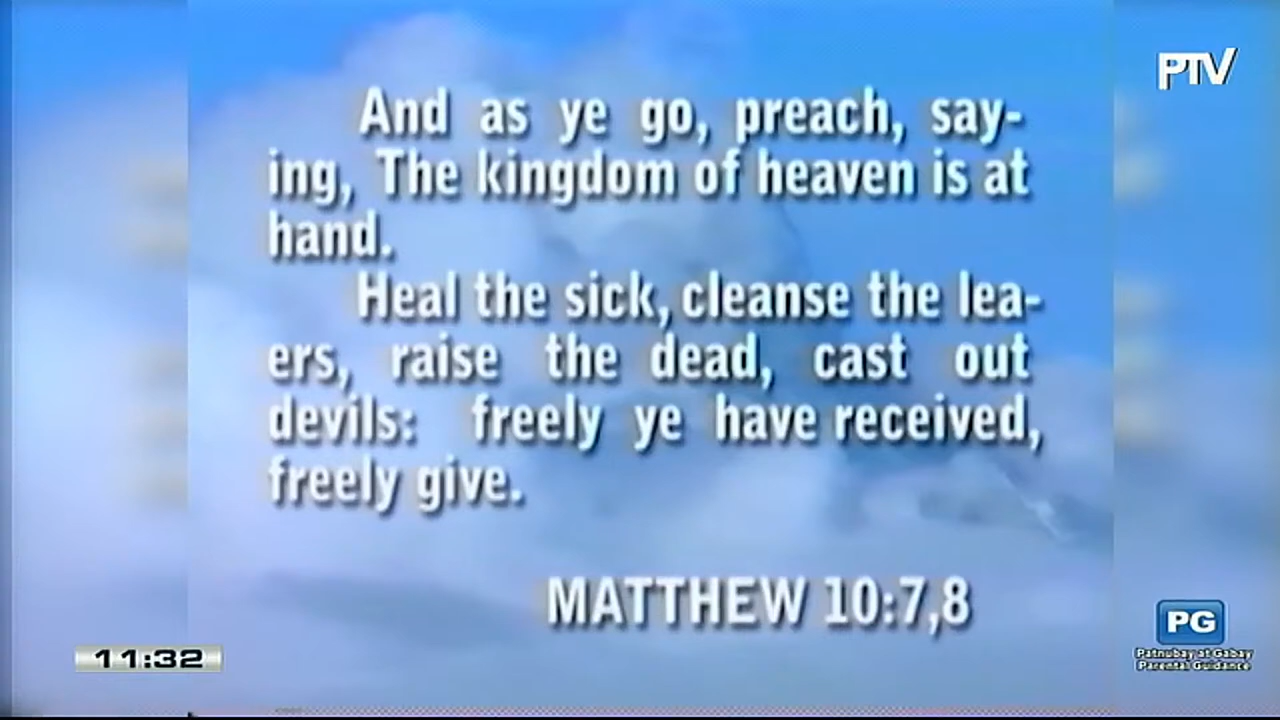 PTV
And as ye go, preach, say-
ing, The kingdom of heaven is at
hand.
Heal the sick, cleanse the lea-
ers, raise the dead, cast out
devils: freely ye have received,
freely give.
MATTHEW 10:7,8
11:32
PG
Patnubay at Gabay
Parental Guidance